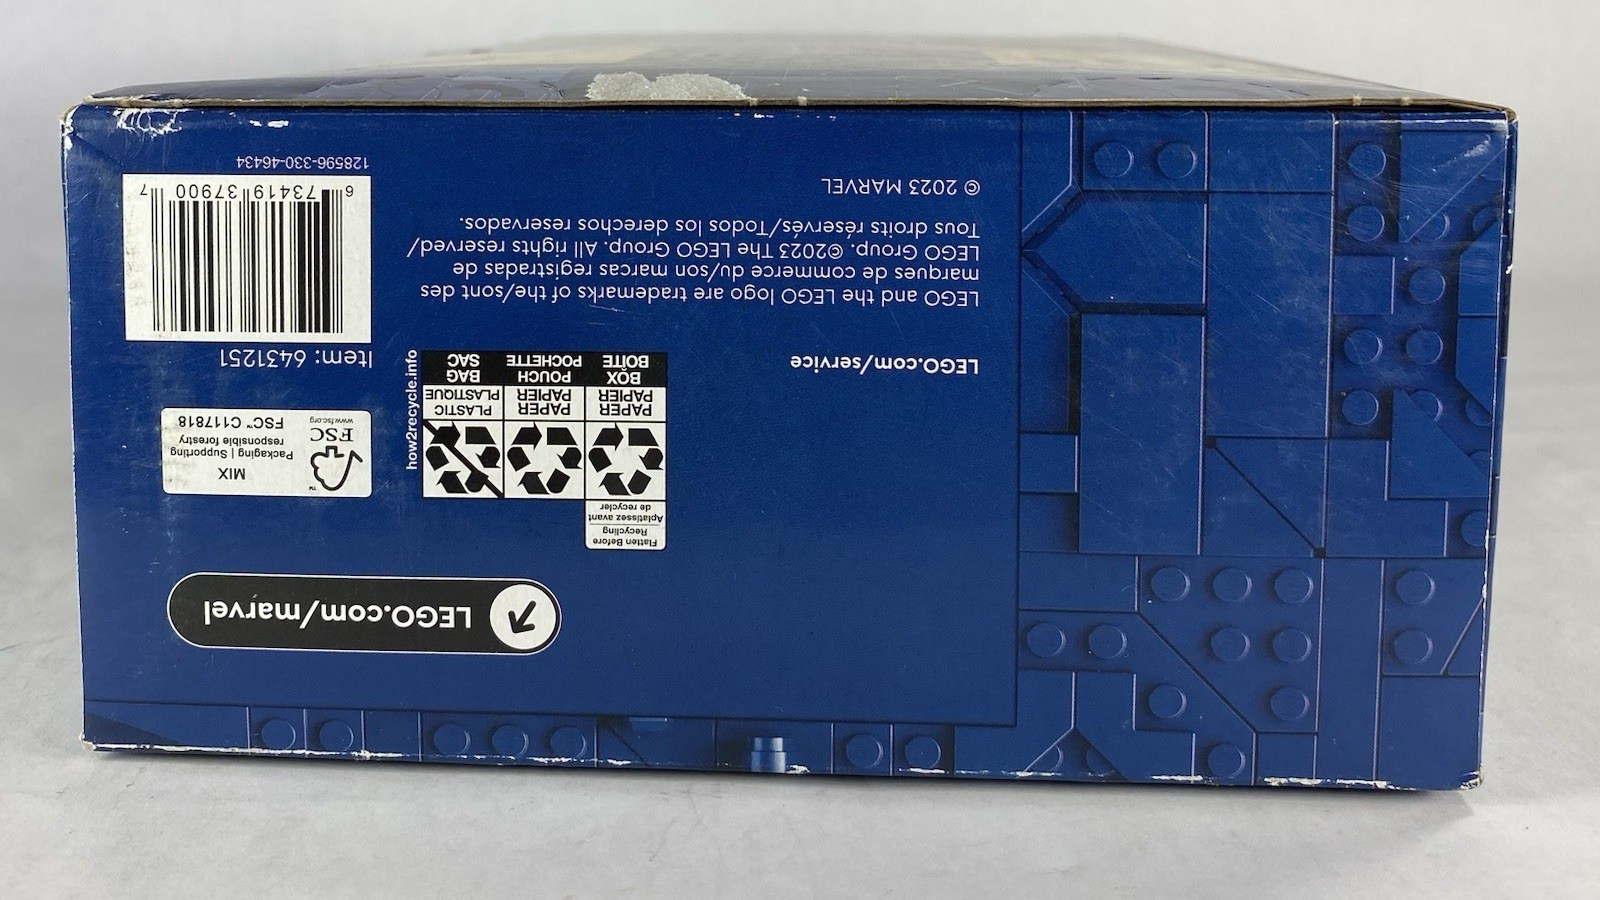 LEGO.com/marvel
Flatten Before
Recycling
Aplatissez avant
de recycler
PAPER
PAPIER
BOX
BOÎTE
PAPER
PAPIER
POUCH
POCHETTE
PLASTIC
PLASTIQUE
BAG
SAC
how2recycle.info
TM
FSC
www.fsc.org
MIX
Packaging | Supporting
responsible forestry
FSC™ C117818
LEGO.com/service
Item: 6431251
LEGO and the LEGO logo are trademarks of the/sont des
marques de commerce du/son marcas registradas de
LEGO Group. ©2023 The LEGO Group. All rights reserved/
Tous droits réservés/Todos los derechos reservados.
© 2023 MARVEL
6 73419 37900 7
128596-330-46434